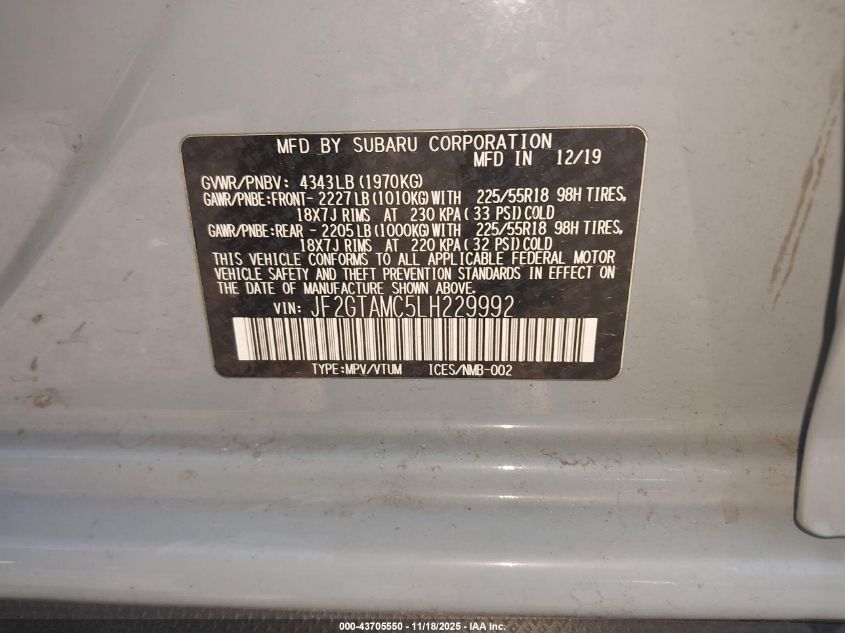 MFD BY SUBARU CORPORATION
MFD IN 12/19
GVWR/PNBV: 4343LB (1970KG)
GAWR/PNBE:FRONT- 2227LB (1010KG) WITH 225/55R18 98H TIRES,
18X7J RIMS AT 230 KPA (33 PSI) COLD
GAWR/PNBE:REAR - 2205LB (1000KG) WITH 225/55R18 98H TIRES,
18X7J RIMS AT 220 KPA (32 PSI) COLD
THIS VEHICLE CONFORMS TO ALL APPLICABLE FEDERAL MOTOR
VEHICLE SAFETY AND THEFT PREVENTION STANDARDS IN EFFECT ON
THE DATE OF MANUFACTURE SHOWN ABOVE.
VIN: JF2GTAMC5LH229992
TYPE:MPV/VTUM ICES/NMB-002
000-43705550 - 11/18/2025 - IAA Inc.